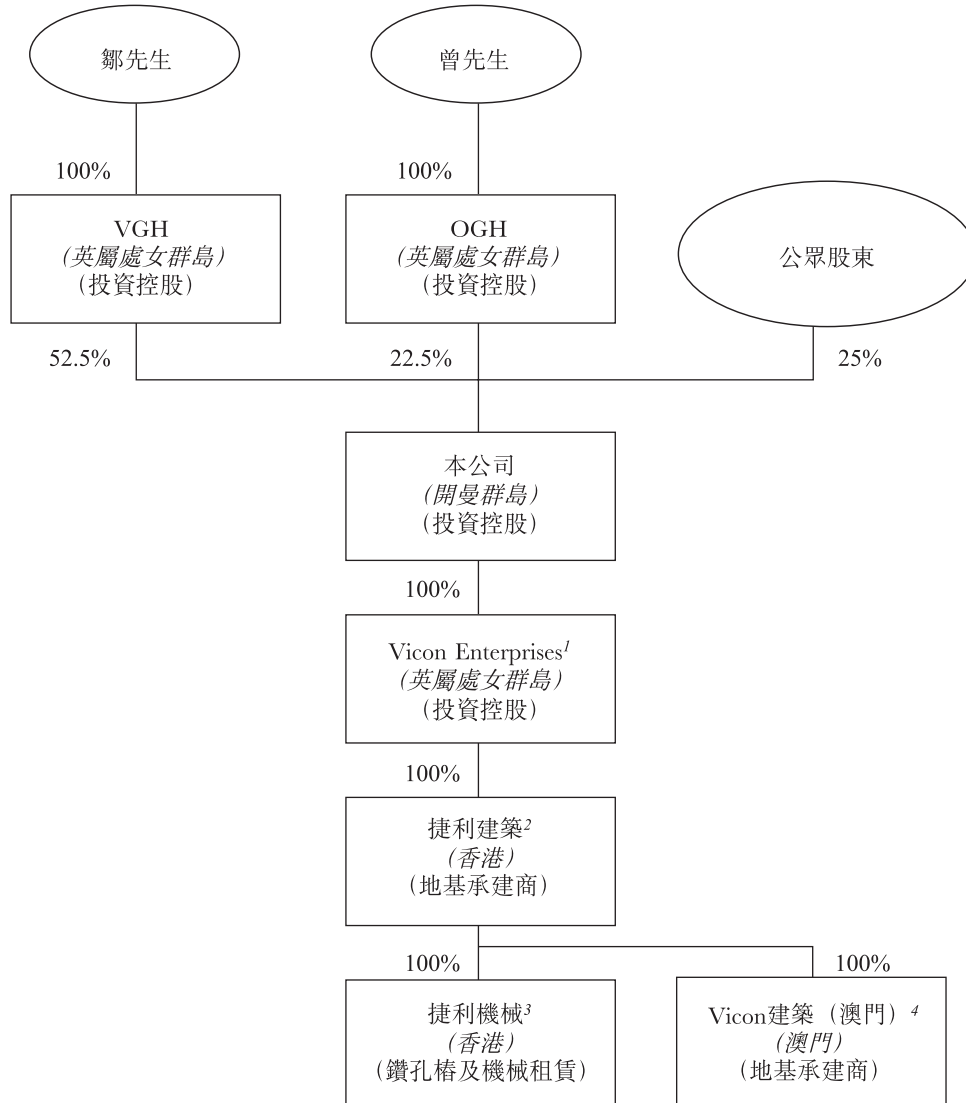 鄒先生
曾先生
100%
100%
VGH
(英屬處女群島)
(投資控股)
OGH
(英屬處女群島)
(投資控股)
公眾股東
52.5%
22.5%
25%
本公司
(開曼群島)
(投資控股)
100%
Vicon Enterprises¹
(英屬處女群島)
(投資控股)
100%
捷利建築²
(香港)
(地基承建商)
100%
100%
捷利機械³
(香港)
(鑽孔樁及機械租賃)
Vicon建築（澳門）⁴
(澳門)
(地基承建商)